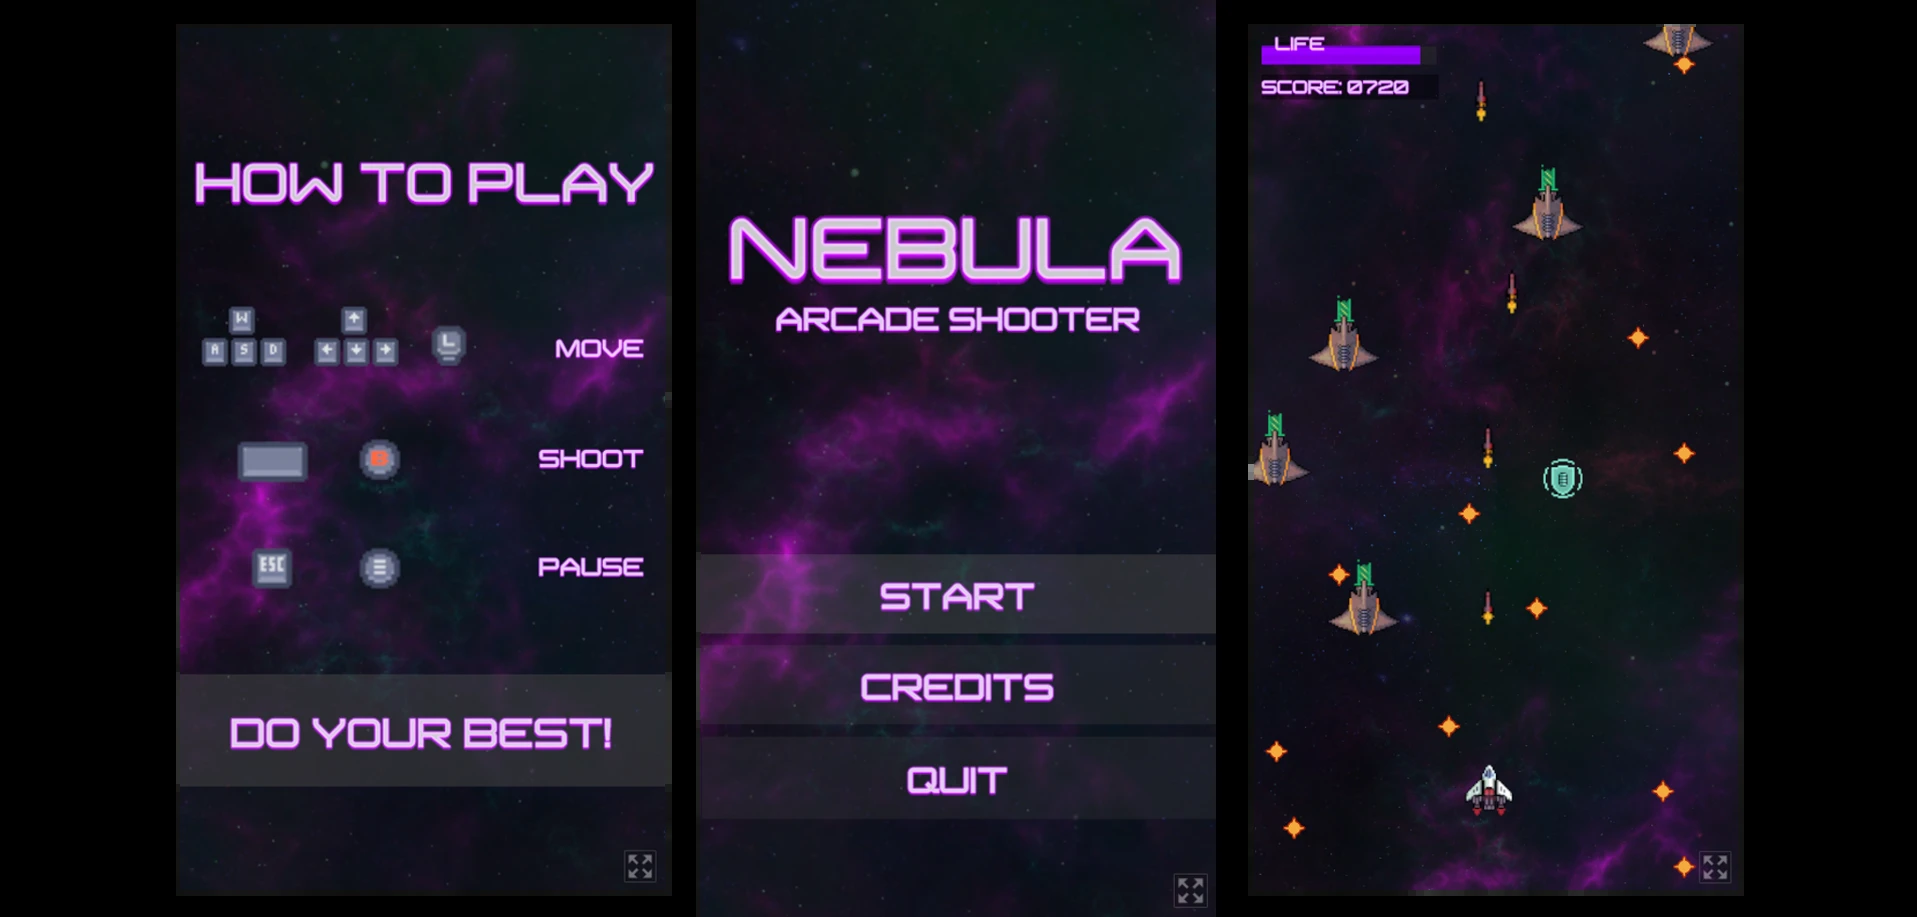 HOW TO PLAY
W
A S D
L
MOVE
B
SHOOT
ESC
PAUSE
DO YOUR BEST!
NEBULA
ARCADE SHOOTER
START
CREDITS
QUIT
LIFE
SCORE: 0720